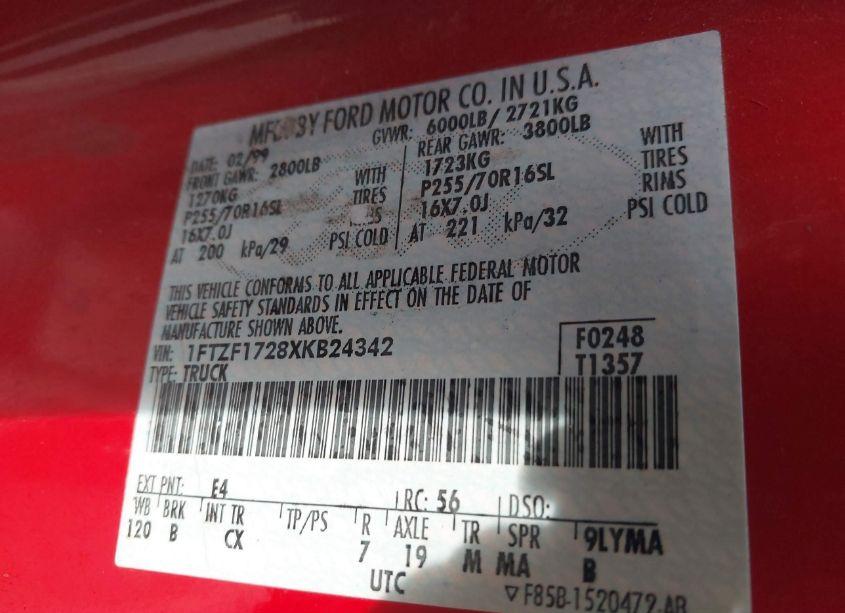 MFD BY FORD MOTOR CO. IN U.S.A.
DATE: 02/99 GVWR: 6000LB/ 2721KG
FRONT GAWR: 2800LB REAR GAWR: 3800LB
1270KG WITH 1723KG WITH
P255/70R16SL TIRES P255/70R16SL TIRES
16X7.0J 16X7.0J RIMS
AT 200 kPa/29 PSI COLD AT 221 kPa/32 PSI COLD
THIS VEHICLE CONFORMS TO ALL APPLICABLE FEDERAL MOTOR
VEHICLE SAFETY STANDARDS IN EFFECT ON THE DATE OF
MANUFACTURE SHOWN ABOVE.
VIN: 1FTZF1728XKB24342 F0248
TYPE: TRUCK T1357
EXT PNT: E4 RC: 56 DSO:
WB BRK INT TR TP/PS R AXLE TR SPR 9LYMA
120 B CX 7 19 M MA B
UTC
F85B-1520472-AB